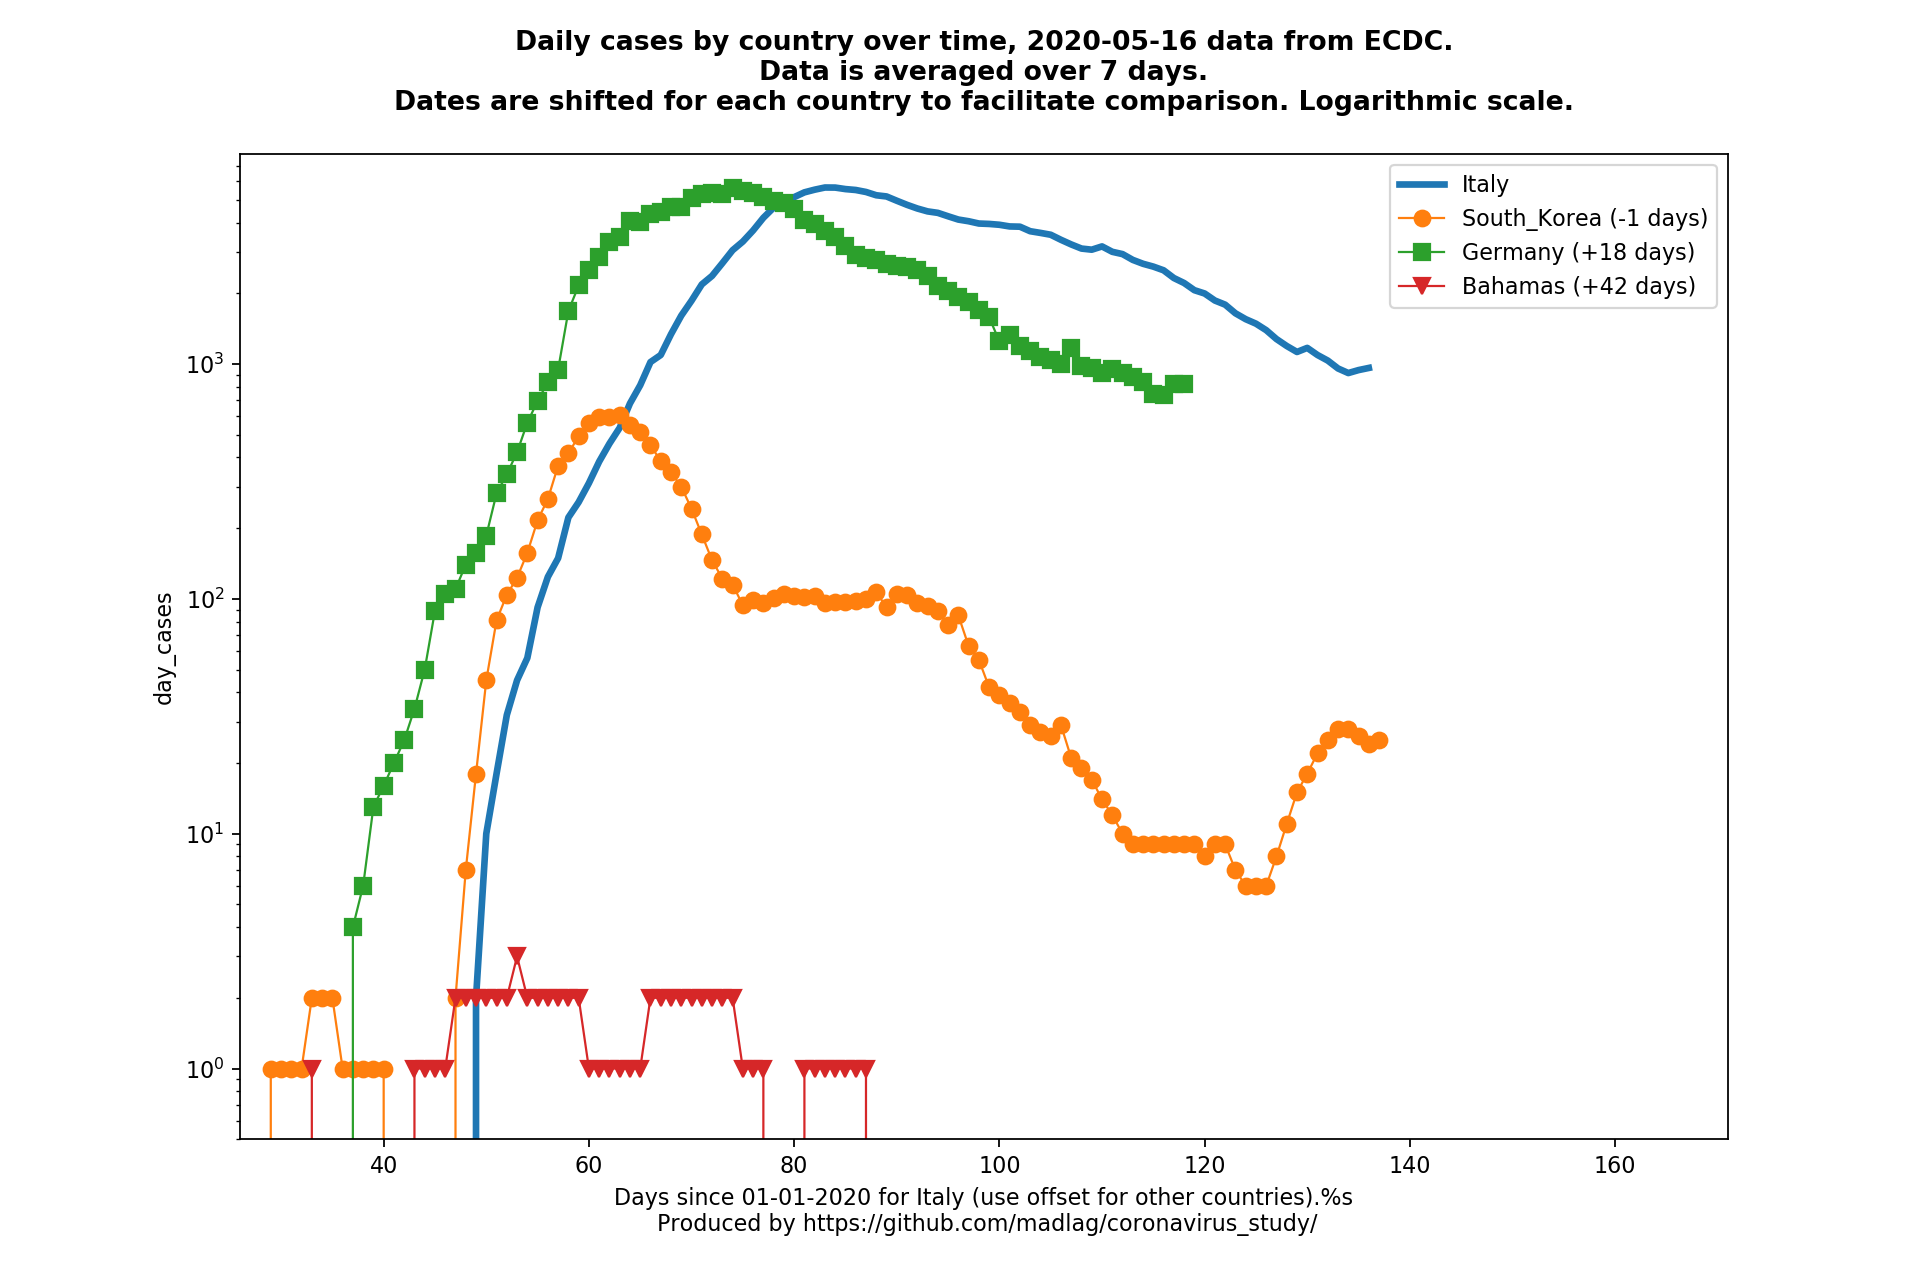 Daily cases by country over time, 2020-05-16 data from ECDC.
Data is averaged over 7 days.
Dates are shifted for each country to facilitate comparison. Logarithmic scale.
Italy
South_Korea (-1 days)
Germany (+18 days)
Bahamas (+42 days)
day_cases
10³
10²
10¹
10⁰
40 60 80 100 120 140 160
Days since 01-01-2020 for Italy (use offset for other countries).%s
Produced by https://github.com/madlag/coronavirus_study/